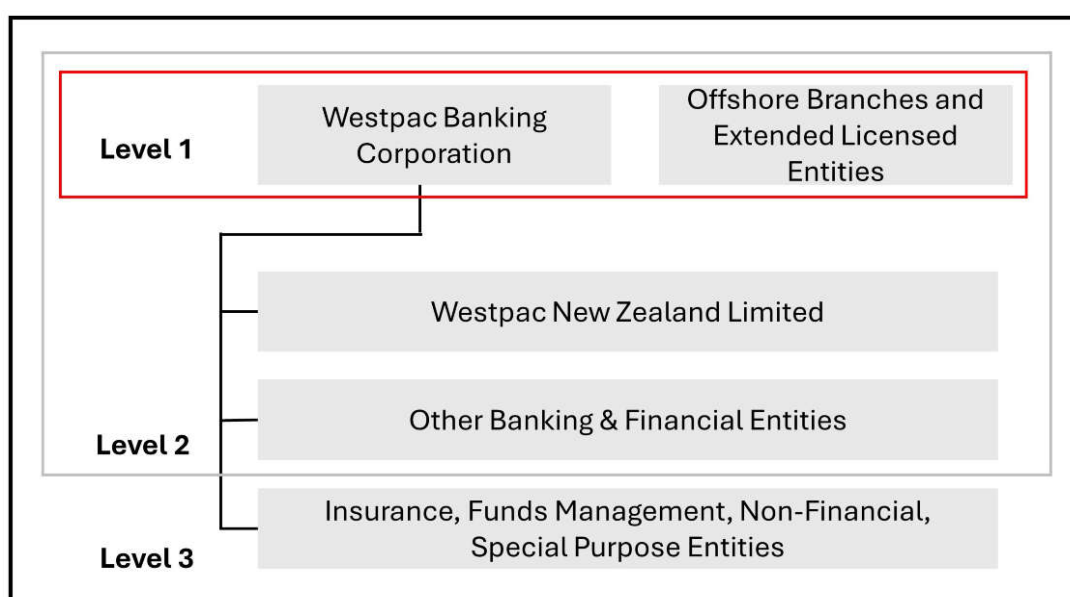 Level 1
Westpac Banking
Corporation
Offshore Branches and
Extended Licensed
Entities
Westpac New Zealand Limited
Other Banking & Financial Entities
Level 2
Insurance, Funds Management, Non-Financial,
Special Purpose Entities
Level 3